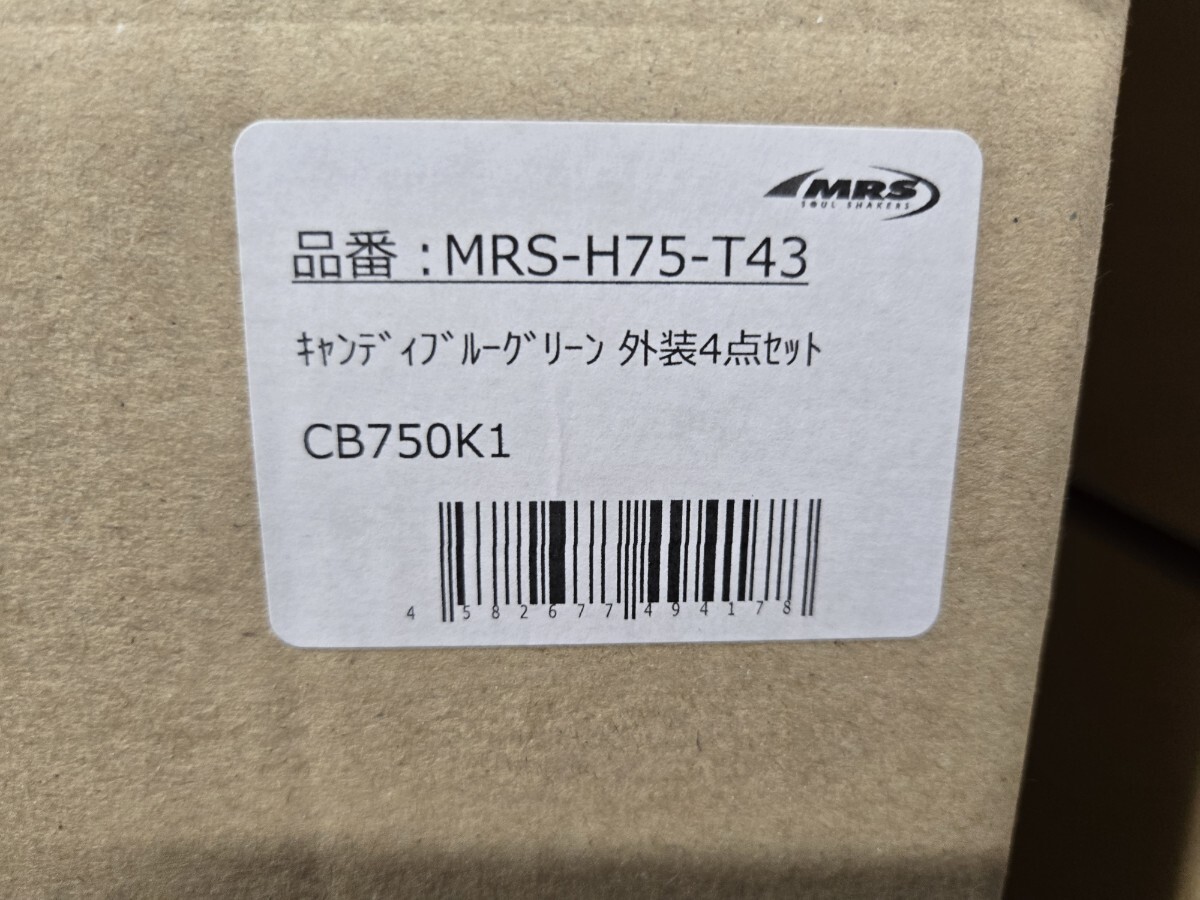 MRS
SOUL SHAKERS
品番 : MRS-H75-T43
ｷｬﾝﾃﾞｨﾌﾞﾙｰｸﾞﾘｰﾝ 外装4点ｾｯﾄ
CB750K1
4 582677 494178